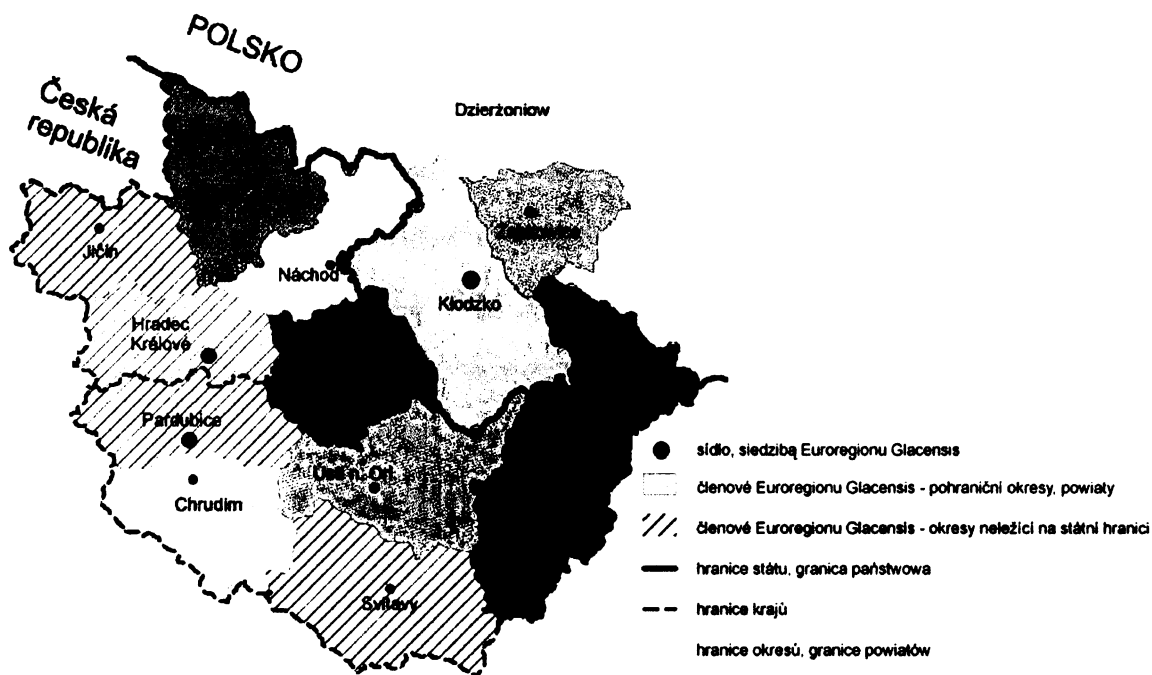 POLSKO
Česká
republika
Dzierżoniow
Jičín
Náchod
Kłodzko
Hradec
Králové
Pardubice
Ústí n. Orl
Chrudim
Svitavy
sídlo, siedzibą Euroregionu Glacensis
členové Euroregionu Glacensis - pohraniční okresy, powiaty
členové Euroregionu Glacensis - okresy neležící na státní hranici
hranice státu, granica państwowa
hranice krajů
hranice okresů, granice powiatów